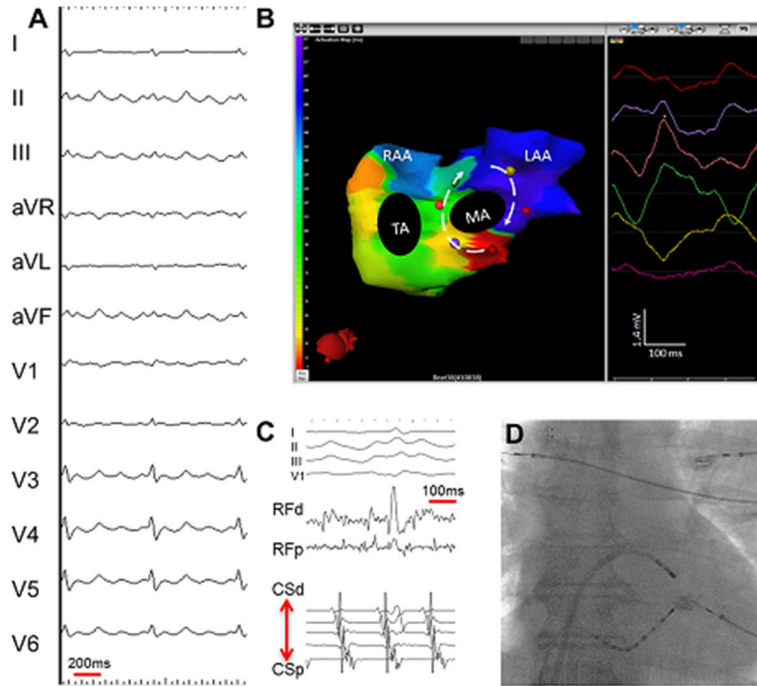 A
I
II
III
aVR
aVL
aVF
V1
V2
V3
V4
V5
V6
200ms
B
RAA
LAA
TA
MA
1.4 mV
100 ms
C
I
II
III
V1
100ms
RFd
RFp
CSd
CSp
D